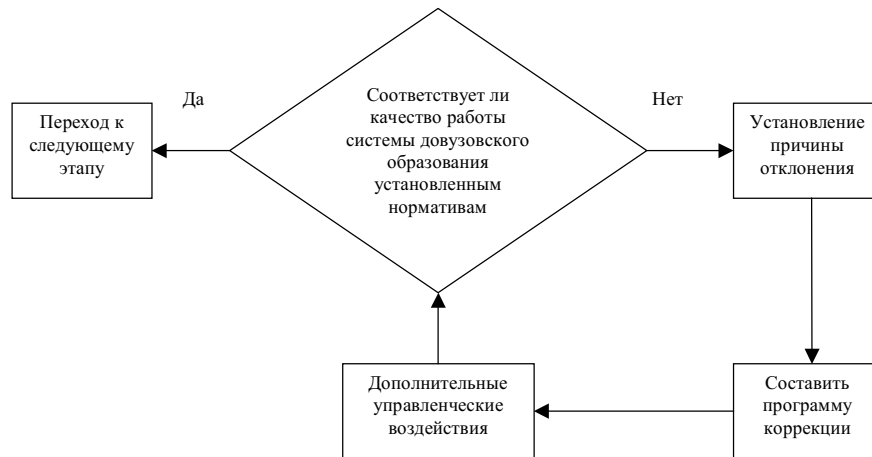 Да
Соответствует ли
качество работы
системы довузовского
образования
установленным
нормативам
Нет
Переход к
следующему
этапу
Установление
причины
отклонения
Дополнительные
управленческие
воздействия
Составить
программу
коррекции